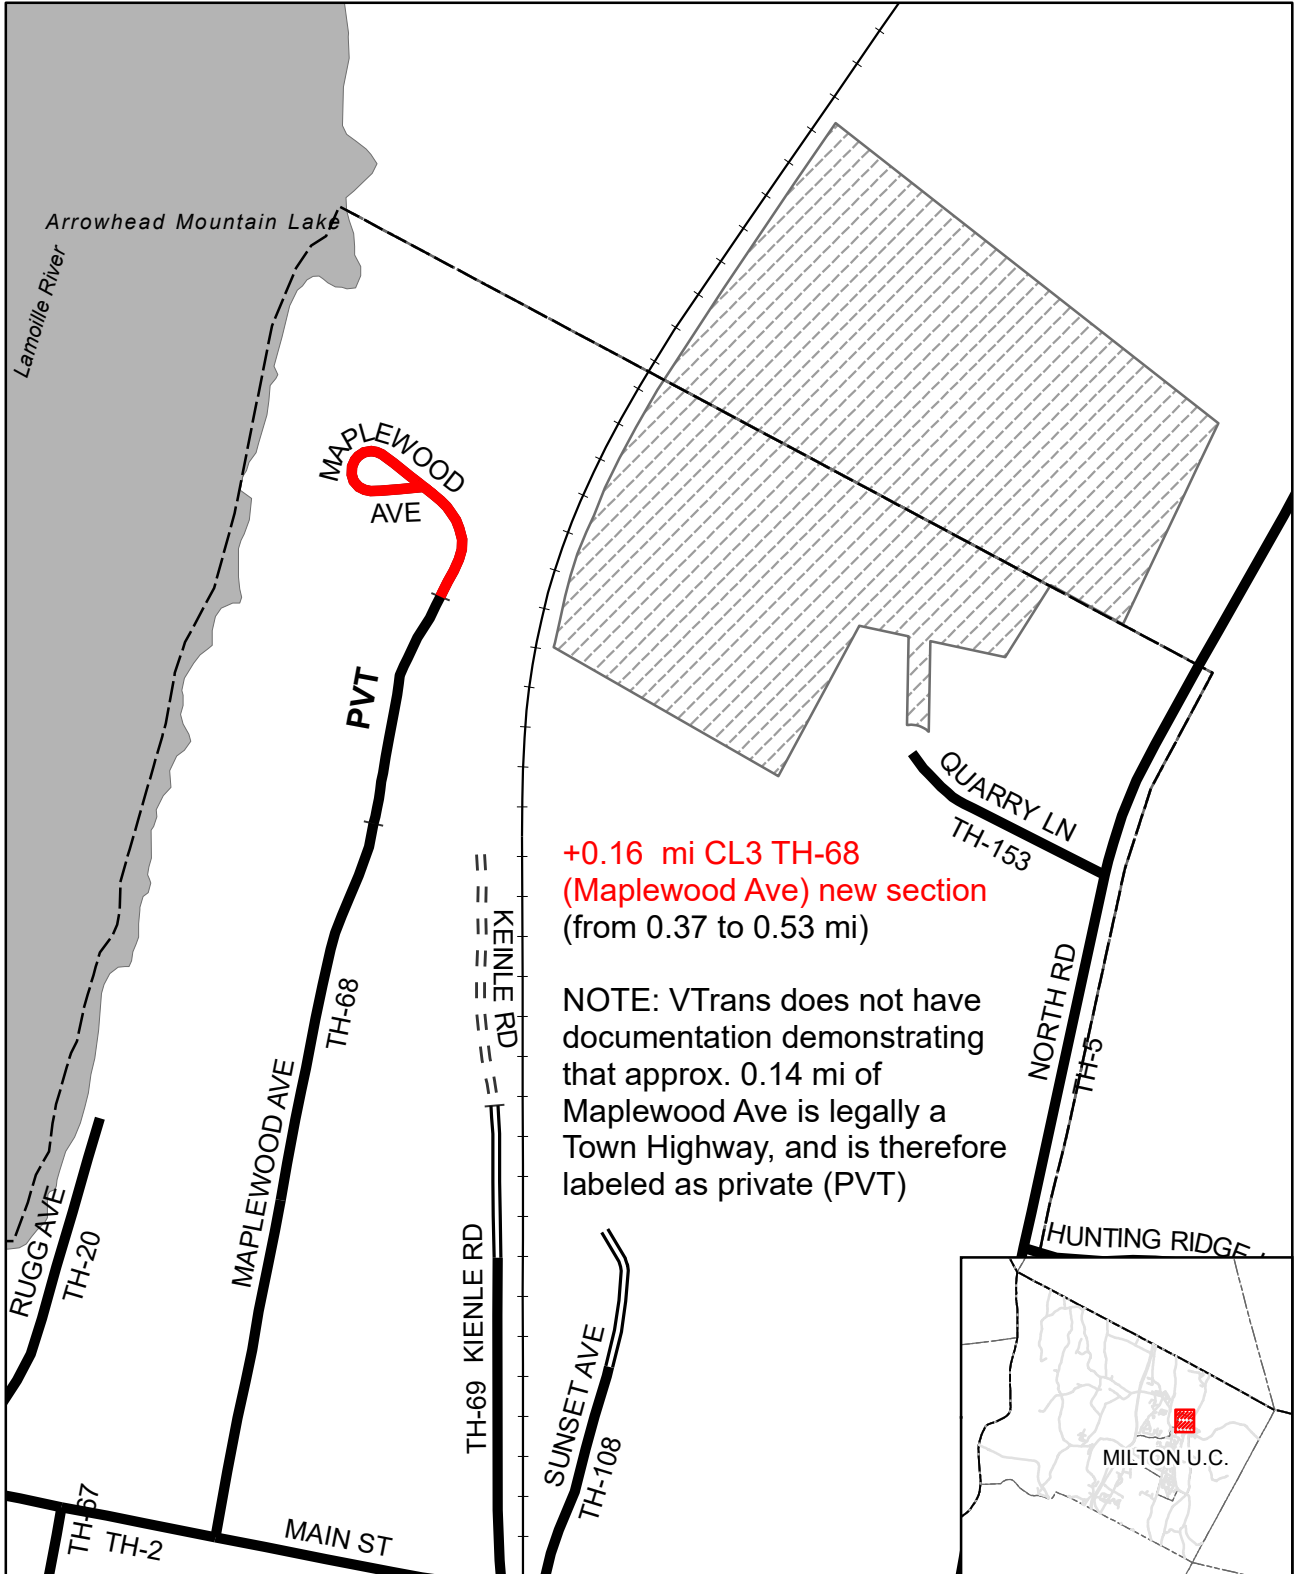 Arrowhead Mountain Lake
Lamoille River
MAPLEWOOD
AVE
PVT
QUARRY LN
TH-153
+0.16 mi CL3 TH-68
(Maplewood Ave) new section
(from 0.37 to 0.53 mi)
KEINLE RD
NOTE: VTrans does not have
documentation demonstrating
that approx. 0.14 mi of
Maplewood Ave is legally a
Town Highway, and is therefore
labeled as private (PVT)
TH-68
MAPLEWOOD AVE
NORTH RD
TH-5
RUGG AVE
TH-20
HUNTING RIDGE
TH-69 KIENLE RD
SUNSET AVE
TH-108
MILTON U.C.
TH-67
TH-2
MAIN ST